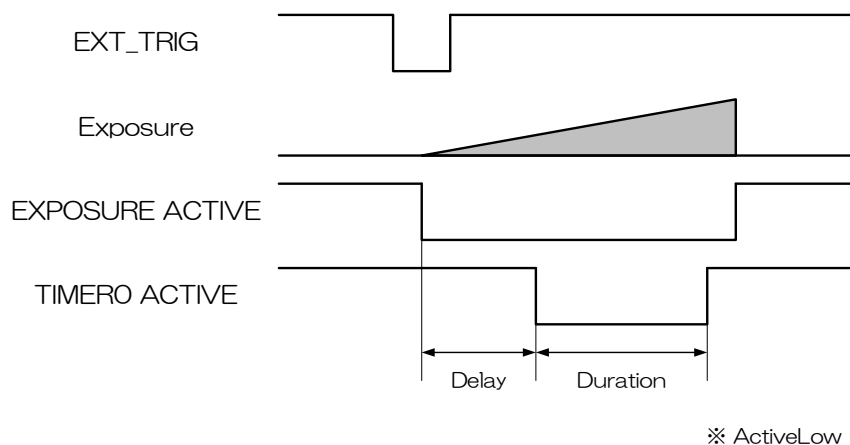 EXT_TRIG
Exposure
EXPOSURE ACTIVE
TIMER0 ACTIVE
Delay
Duration
※ ActiveLow